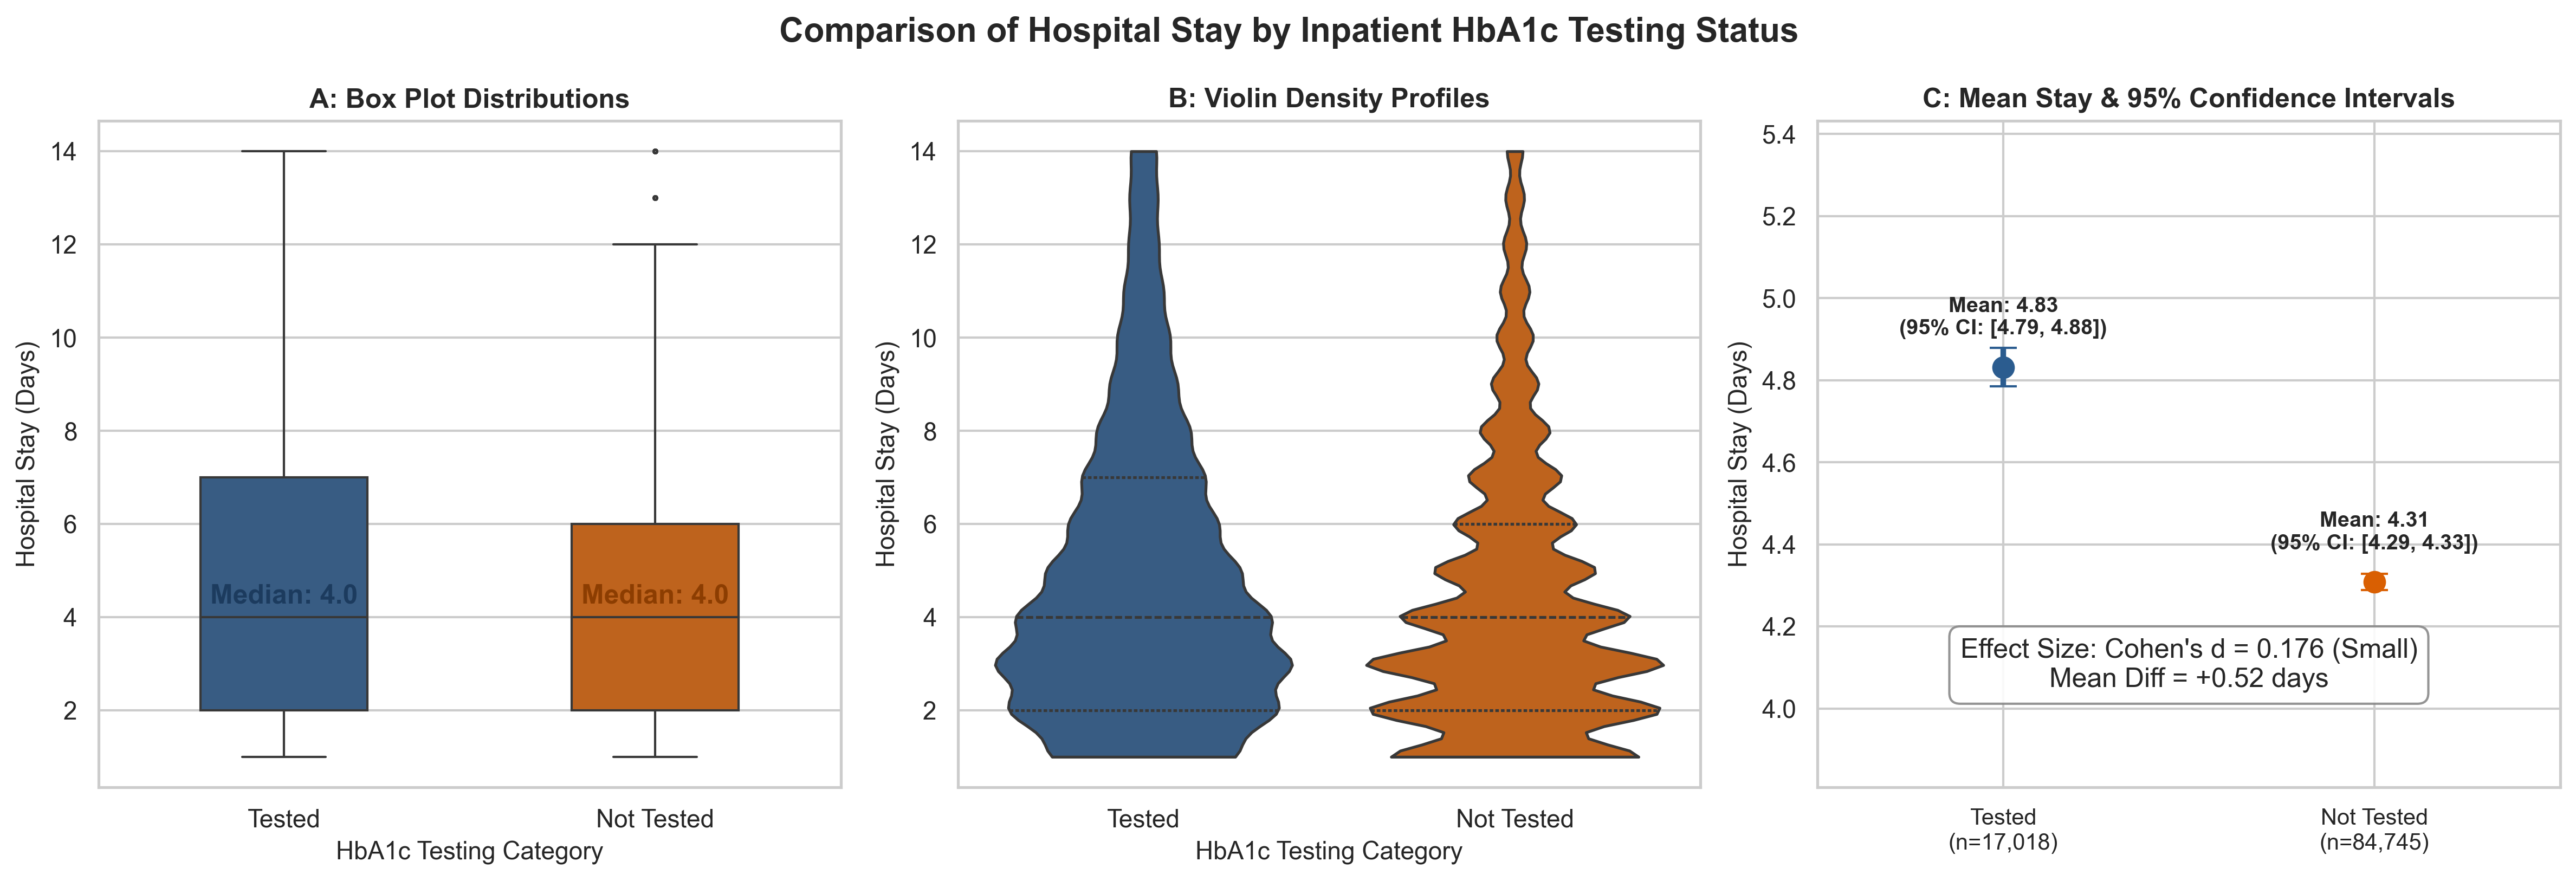 Comparison of Hospital Stay by Inpatient HbA1c Testing Status
A: Box Plot Distributions
Hospital Stay (Days)
14
12
10
8
6
4
2
Median: 4.0
Median: 4.0
Tested
Not Tested
HbA1c Testing Category
B: Violin Density Profiles
Hospital Stay (Days)
14
12
10
8
6
4
2
Tested
Not Tested
HbA1c Testing Category
C: Mean Stay & 95% Confidence Intervals
Hospital Stay (Days)
5.4
5.2
5.0
4.8
4.6
4.4
4.2
4.0
Mean: 4.83
(95% CI: [4.79, 4.88])
Mean: 4.31
(95% CI: [4.29, 4.33])
Effect Size: Cohen's d = 0.176 (Small)
Mean Diff = +0.52 days
Tested
(n=17,018)
Not Tested
(n=84,745)